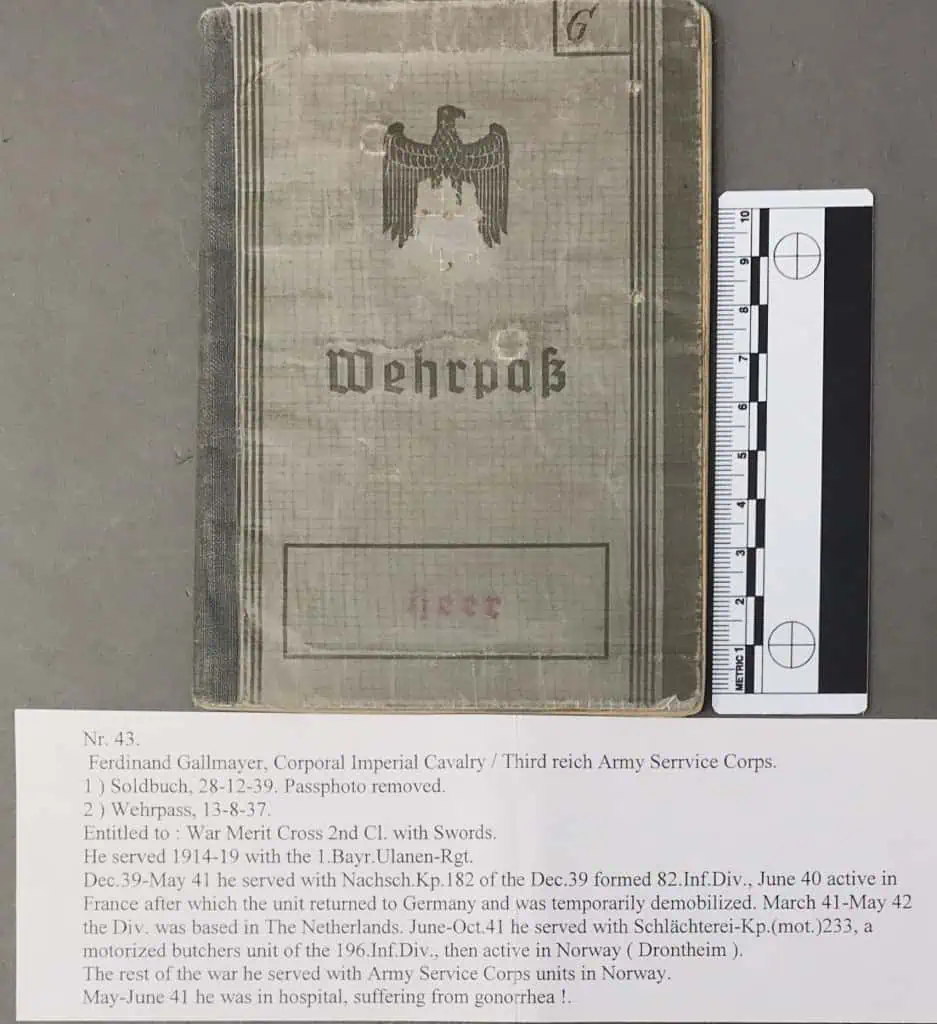 G
Wehrpaß
Heer
10
9
8
7
6
5
4
3
2
METRIC 1
Nr. 43.
Ferdinand Gallmayer, Corporal Imperial Cavalry / Third reich Army Serrvice Corps.
1 ) Soldbuch, 28-12-39. Passphoto removed.
2 ) Wehrpass, 13-8-37.
Entitled to : War Merit Cross 2nd Cl. with Swords.
He served 1914-19 with the 1.Bayr.Ulanen-Rgt.
Dec.39-May 41 he served with Nachsch.Kp.182 of the Dec.39 formed 82.Inf.Div., June 40 active in
France after which the unit returned to Germany and was temporarily demobilized. March 41-May 42
the Div. was based in The Netherlands. June-Oct.41 he served with Schlächterei-Kp.(mot.)233, a
motorized butchers unit of the 196.Inf.Div., then active in Norway ( Drontheim ).
The rest of the war he served with Army Service Corps units in Norway.
May-June 41 he was in hospital, suffering from gonorrhea !.